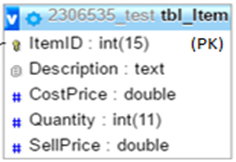 2306535_test tbl_Item
ItemID : int(15) (PK)
Description : text
CostPrice : double
Quantity : int(11)
SellPrice : double